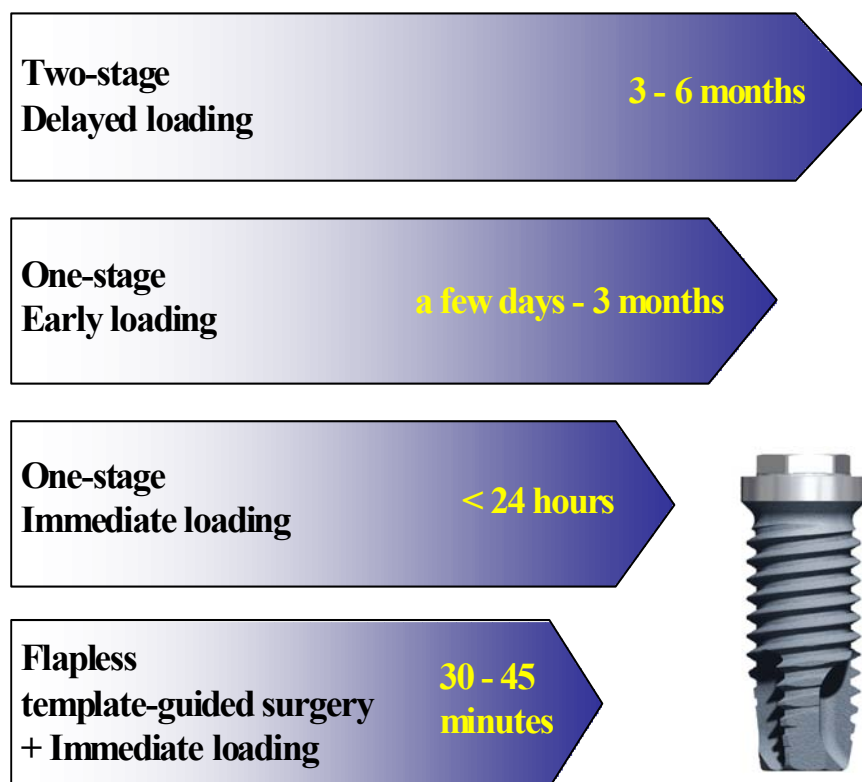 Two-stage
Delayed loading
3 - 6 months
One-stage
Early loading
a few days - 3 months
One-stage
Immediate loading
< 24 hours
Flapless
template-guided surgery
+ Immediate loading
30 - 45
minutes